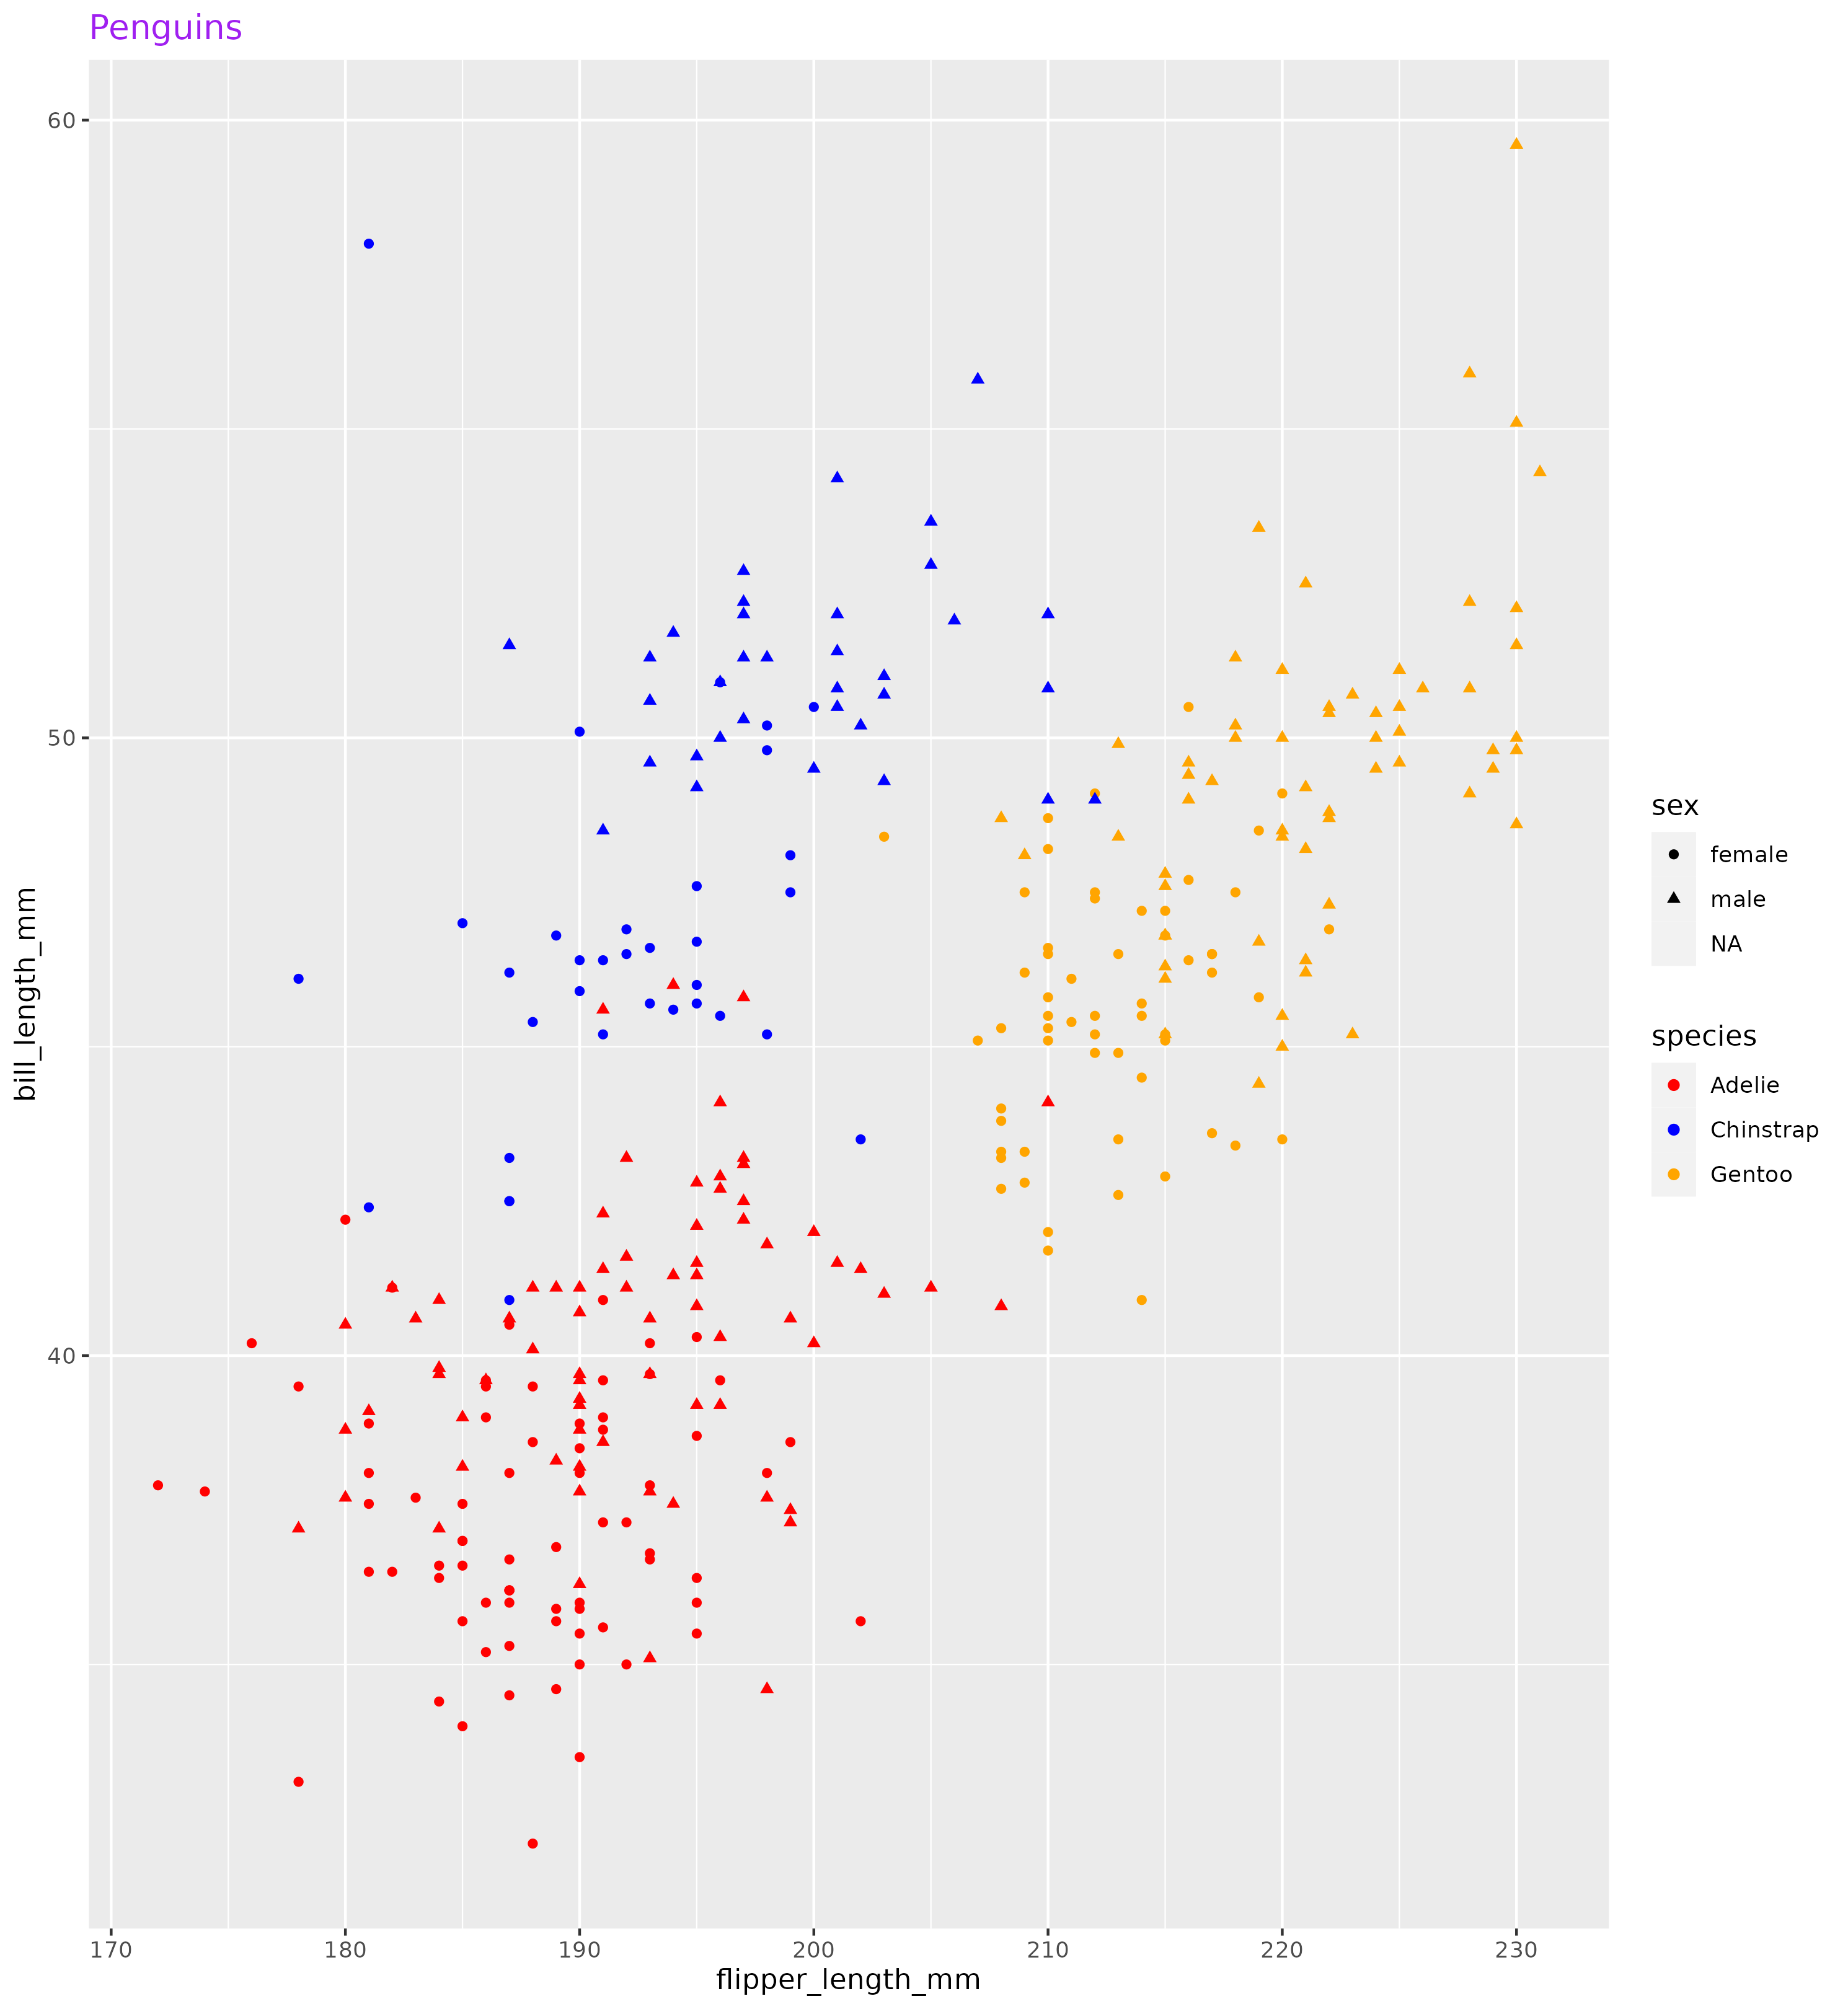 Penguins
60
50
40
bill_length_mm
170 180 190 200 210 220 230
flipper_length_mm
sex
female
male
NA
species
Adelie
Chinstrap
Gentoo